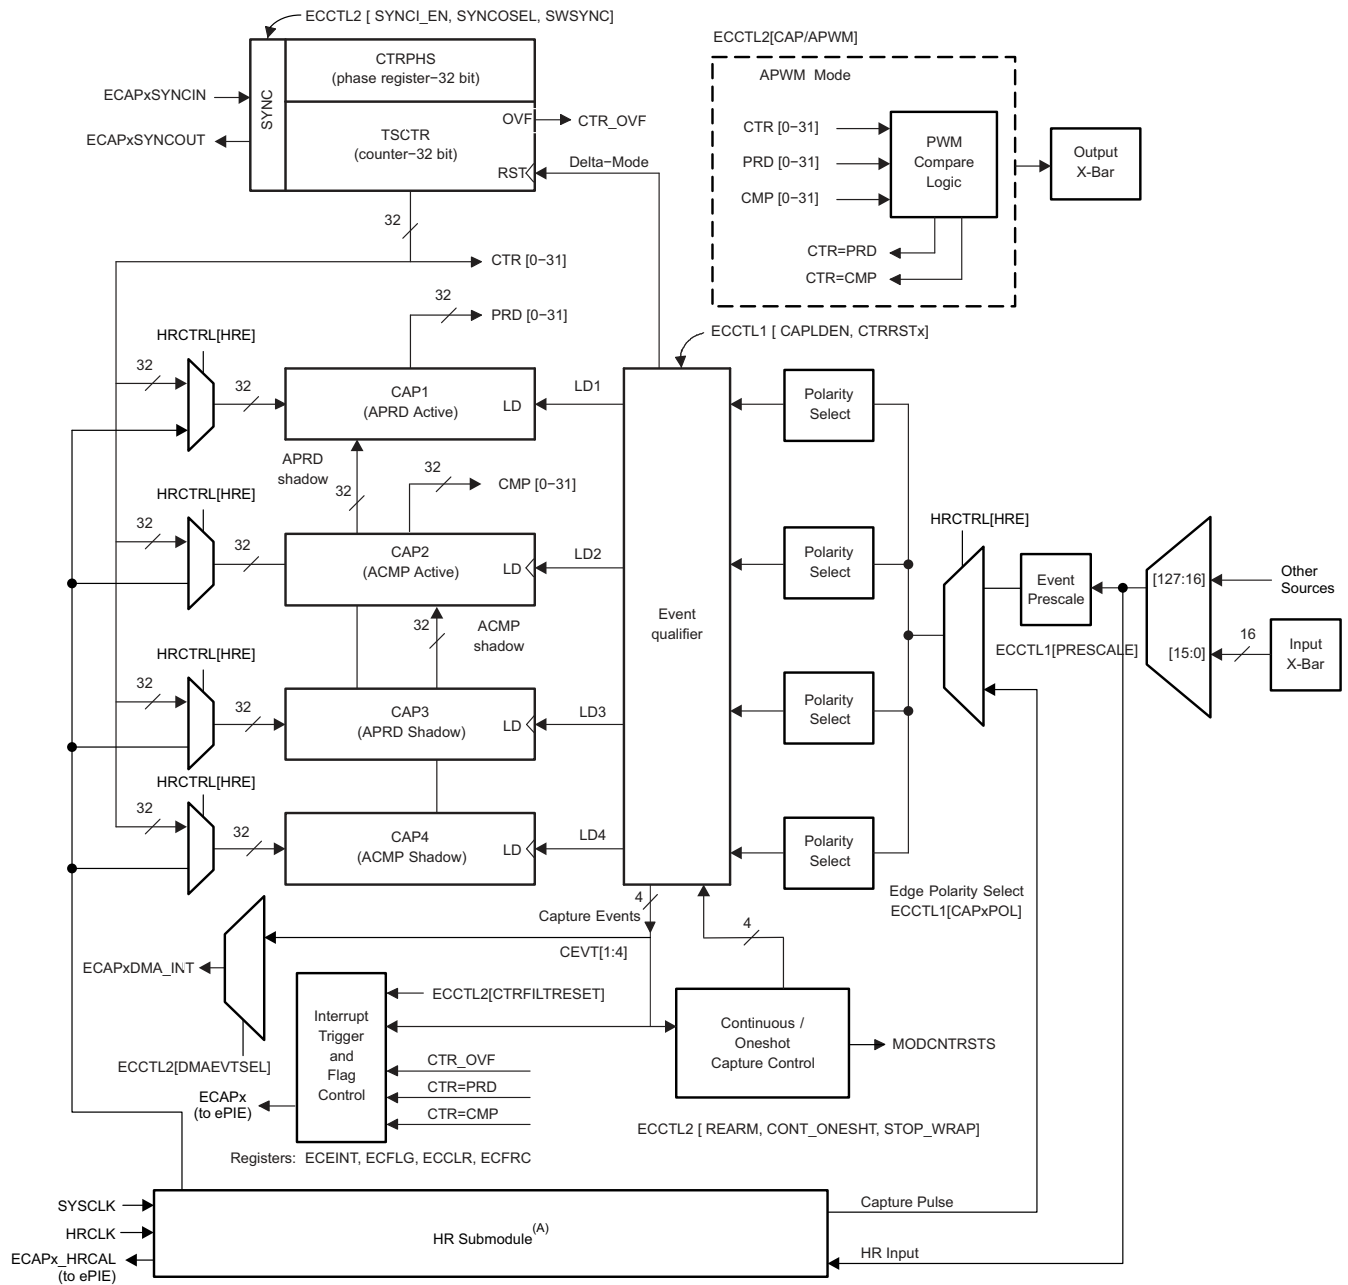 ECCTL2 [ SYNCI_EN, SYNCOSEL, SWSYNC]
CTRPHS
(phase register−32 bit)
SYNC
ECAPxSYNCIN
ECAPxSYNCOUT
TSCTR
(counter−32 bit)
OVF
CTR_OVF
RST
Delta−Mode
32
CTR [0−31]
ECCTL2[CAP/APWM]
APWM Mode
CTR [0−31]
PRD [0−31]
CMP [0−31]
PWM
Compare
Logic
CTR=PRD
CTR=CMP
Output
X-Bar
32
PRD [0−31]
ECCTL1 [ CAPLDEN, CTRRSTx]
HRCTRL[HRE]
32
32
CAP1
(APRD Active)
LD
LD1
Polarity
Select
APRD
shadow
32
32
CMP [0−31]
HRCTRL[HRE]
32
32
CAP2
(ACMP Active)
LD
LD2
Polarity
Select
Event
qualifier
32
ACMP
shadow
HRCTRL[HRE]
Event
Prescale
ECCTL1[PRESCALE]
[127:16]
Other
Sources
[15:0]
16
Input
X-Bar
HRCTRL[HRE]
32
32
CAP3
(APRD Shadow)
LD
LD3
Polarity
Select
HRCTRL[HRE]
32
32
CAP4
(ACMP Shadow)
LD
LD4
Polarity
Select
Edge Polarity Select
ECCTL1[CAPxPOL]
4
Capture Events
4
CEVT[1:4]
ECAPxDMA_INT
ECCTL2[DMAEVTSEL]
Interrupt
Trigger
and
Flag
Control
ECCTL2[CTRFILTRESET]
CTR_OVF
CTR=PRD
CTR=CMP
ECAPx
(to ePIE)
Continuous /
Oneshot
Capture Control
MODCNTRSTS
ECCTL2 [ REARM, CONT_ONESHT, STOP_WRAP]
Registers: ECEINT, ECFLG, ECCLR, ECFRC
SYSCLK
HRCLK
ECAPx_HRCAL
(to ePIE)
HR Submodule(A)
Capture Pulse
HR Input